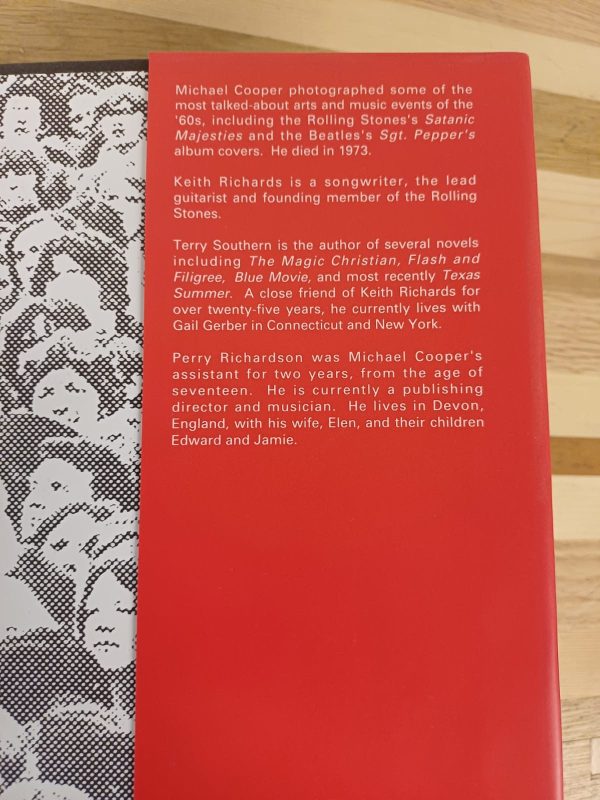 Michael Cooper photographed some of the
most talked-about arts and music events of the
'60s, including the Rolling Stones's Satanic
Majesties and the Beatles's Sgt. Pepper's
album covers. He died in 1973.
Keith Richards is a songwriter, the lead
guitarist and founding member of the Rolling
Stones.
Terry Southern is the author of several novels
including The Magic Christian, Flash and
Filigree, Blue Movie, and most recently Texas
Summer. A close friend of Keith Richards for
over twenty-five years, he currently lives with
Gail Gerber in Connecticut and New York.
Perry Richardson was Michael Cooper's
assistant for two years, from the age of
seventeen. He is currently a publishing
director and musician. He lives in Devon,
England, with his wife, Elen, and their children
Edward and Jamie.